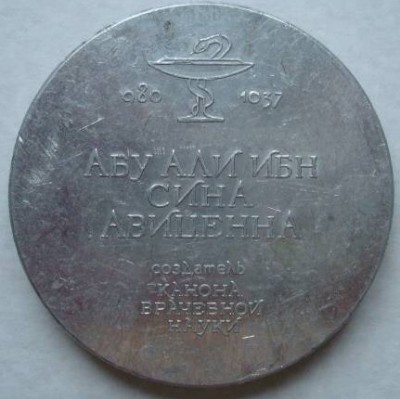 980 1037
АБУ АЛИ ИБН
СИНА
АВИЦЕННА
создатель
КАНОНА
ВРАЧЕБНОЙ
НАУКИ